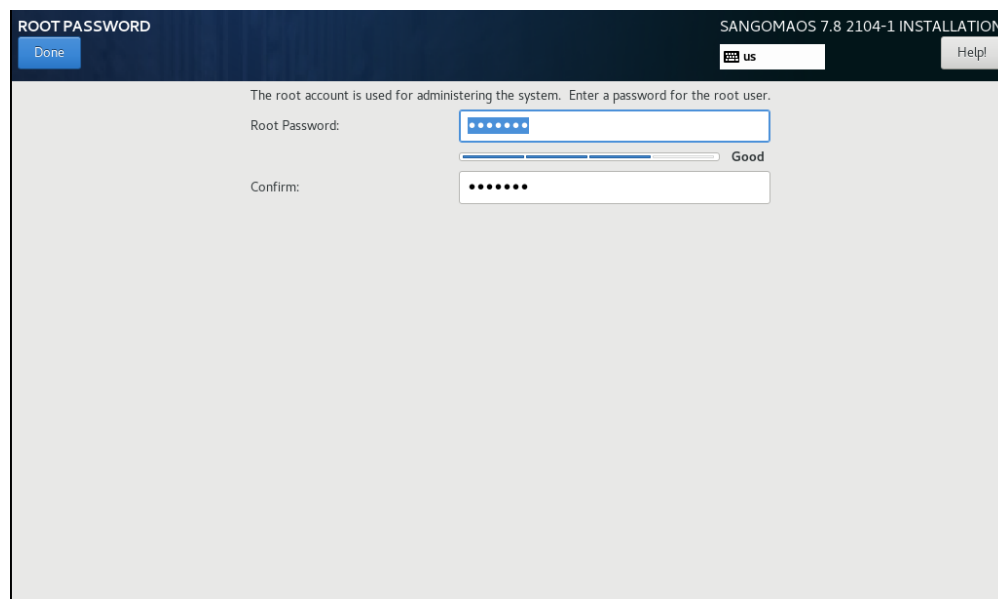 ROOT PASSWORD
SANGOMAOS 7.8 2104-1 INSTALLATION
Done
us
Help!
The root account is used for administering the system. Enter a password for the root user.
Root Password:
•••••••
Good
Confirm:
•••••••